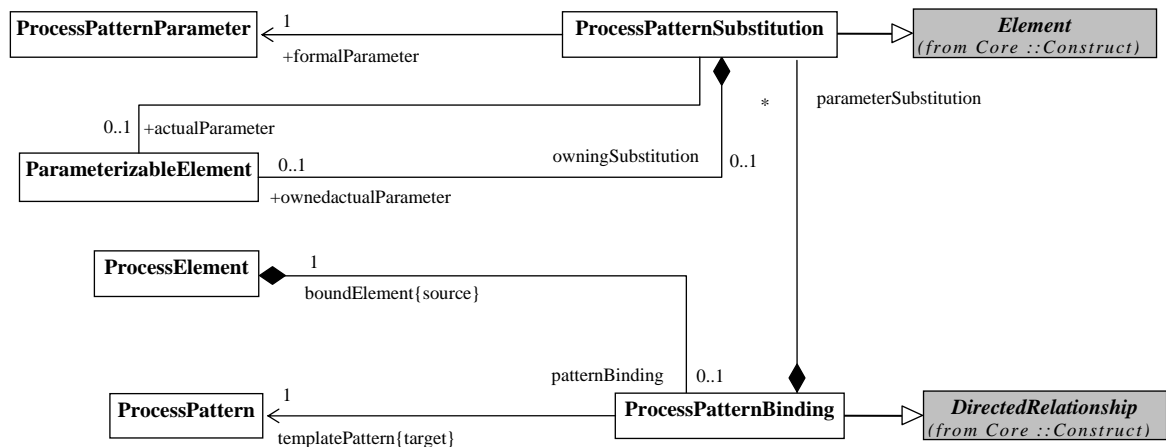 1
Element
ProcessPatternParameter
ProcessPatternSubstitution
(from Core ::Construct)
+formalParameter
*
parameterSubstitution
0..1
+actualParameter
owningSubstitution
0..1
ParameterizableElement
0..1
+ownedactualParameter
ProcessElement
1
boundElement{source}
patternBinding
0..1
1
ProcessPattern
ProcessPatternBinding
DirectedRelationship
(from Core ::Construct)
templatePattern{target}